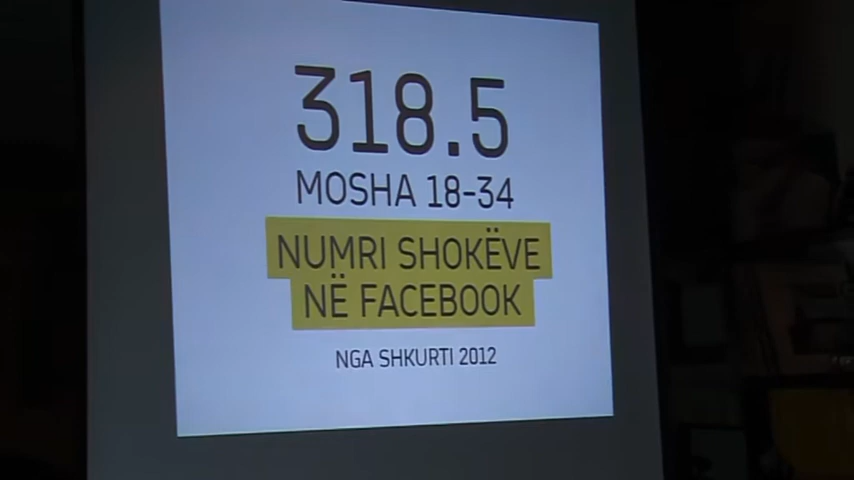 318.5
MOSHA 18-34
NUMRI SHOKËVE
NË FACEBOOK
NGA SHKURTI 2012